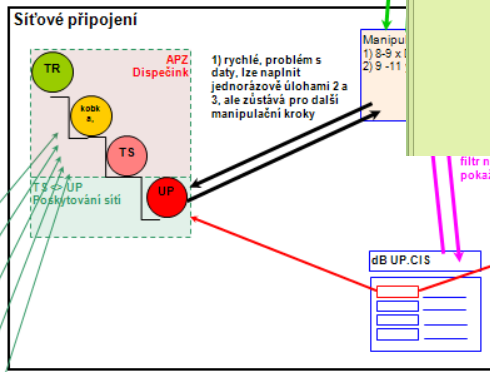 Síťové připojení
APZ
Dispečink
TR
kobk
a,
TS
UP
TS <> UP
Poskytování sítí
1) rychlé, problém s
daty, lze naplnit
jednorázově úlohami 2 a
3, ale zůstává pro další
manipulační kroky
Manipu
1) 8-9 x
2) 9 -11
filtr n
pokaž
dB UP.CIS